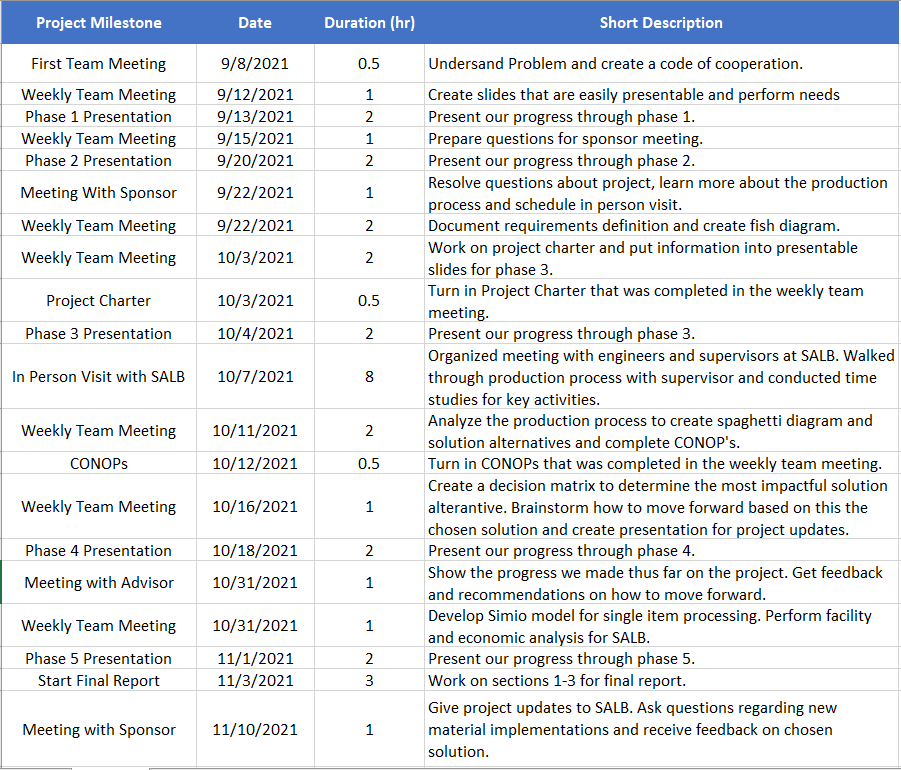 Project Milestone Date Duration (hr) Short Description
First Team Meeting 9/8/2021 0.5 Undersand Problem and create a code of cooperation.
Weekly Team Meeting 9/12/2021 1 Create slides that are easily presentable and perform needs
Phase 1 Presentation 9/13/2021 2 Present our progress through phase 1.
Weekly Team Meeting 9/15/2021 1 Prepare questions for sponsor meeting.
Phase 2 Presentation 9/20/2021 2 Present our progress through phase 2.
Meeting With Sponsor 9/22/2021 1 Resolve questions about project, learn more about the production
process and schedule in person visit.
Weekly Team Meeting 9/22/2021 2 Document requirements definition and create fish diagram.
Weekly Team Meeting 10/3/2021 2 Work on project charter and put information into presentable
slides for phase 3.
Project Charter 10/3/2021 0.5 Turn in Project Charter that was completed in the weekly team
meeting.
Phase 3 Presentation 10/4/2021 2 Present our progress through phase 3.
In Person Visit with SALB 10/7/2021 8 Organized meeting with engineers and supervisors at SALB. Walked
through production process with supervisor and conducted time
studies for key activities.
Weekly Team Meeting 10/11/2021 2 Analyze the production process to create spaghetti diagram and
solution alternatives and complete CONOP's.
CONOPs 10/12/2021 0.5 Turn in CONOPs that was completed in the weekly team meeting.
Weekly Team Meeting 10/16/2021 1 Create a decision matrix to determine the most impactful solution
alterantive. Brainstorm how to move forward based on this the
chosen solution and create presentation for project updates.
Phase 4 Presentation 10/18/2021 2 Present our progress through phase 4.
Meeting with Advisor 10/31/2021 1 Show the progress we made thus far on the project. Get feedback
and recommendations on how to move forward.
Weekly Team Meeting 10/31/2021 1 Develop Simio model for single item processing. Perform facility
and economic analysis for SALB.
Phase 5 Presentation 11/1/2021 2 Present our progress through phase 5.
Start Final Report 11/3/2021 3 Work on sections 1-3 for final report.
Meeting with Sponsor 11/10/2021 1 Give project updates to SALB. Ask questions regarding new
material implementations and receive feedback on chosen
solution.